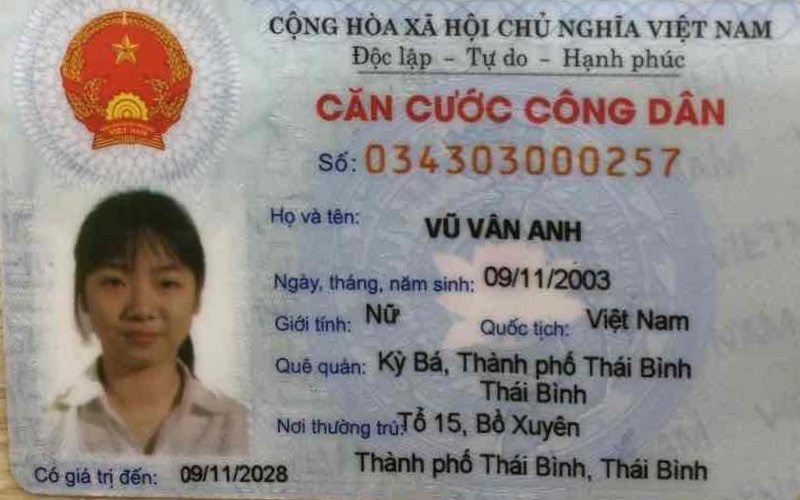 CỘNG HÒA XÃ HỘI CHỦ NGHĨA VIỆT NAM
Độc lập - Tự do - Hạnh phúc
CĂN CƯỚC CÔNG DÂN
Số: 034303000257
Họ và tên: VŨ VÂN ANH
Ngày, tháng, năm sinh: 09/11/2003
Giới tính: Nữ Quốc tịch: Việt Nam
Quê quán: Kỳ Bá, Thành phố Thái Bình
Thái Bình
Nơi thường trú: Tổ 15, Bồ Xuyên
Thành phố Thái Bình, Thái Bình
Có giá trị đến: 09/11/2028
VIỆT NAM